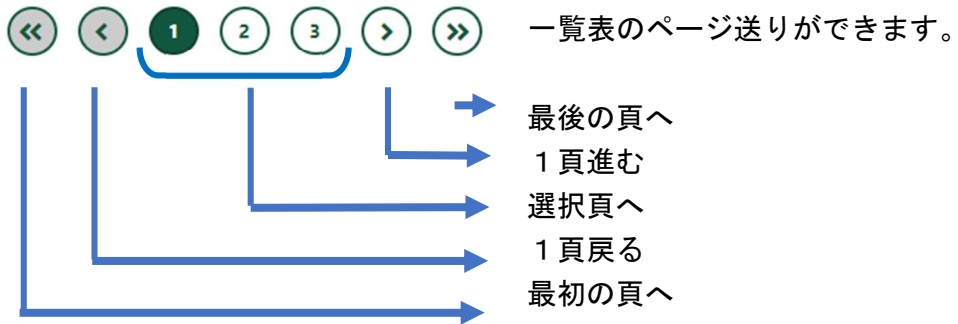 « < 1 2 3 > » 一覧表のページ送りができます。
最後の頁へ
１頁進む
選択頁へ
１頁戻る
最初の頁へ